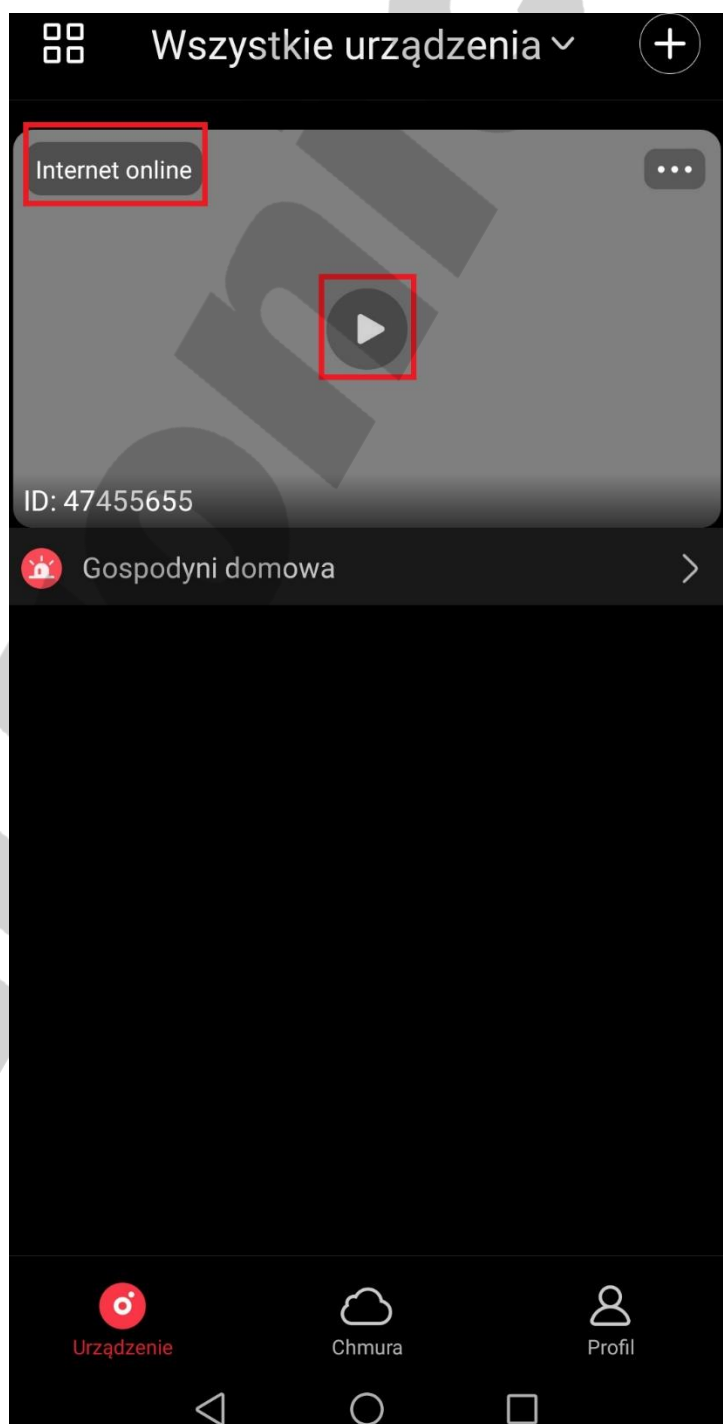 Wszystkie urządzenia
Internet online
ID: 47455655
Gospodyni domowa
Urządzenie
Chmura
Profil